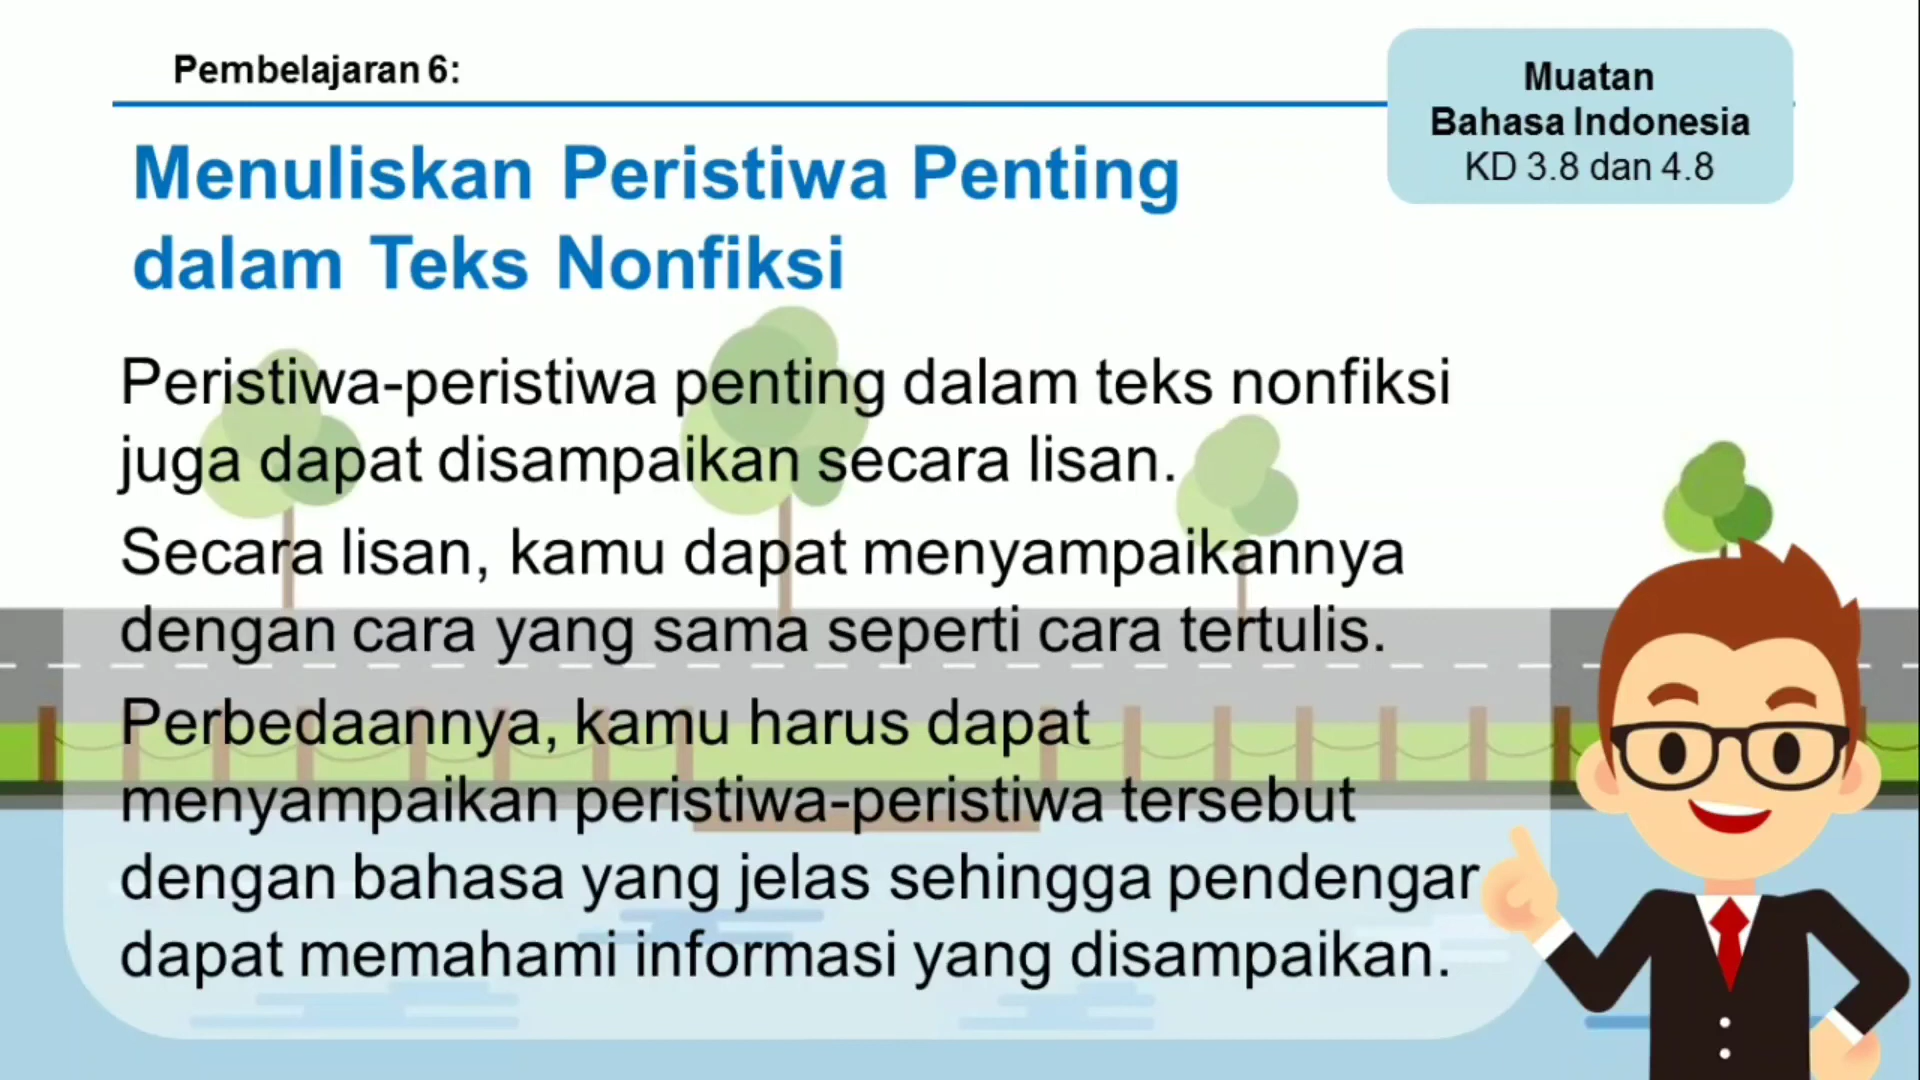 Pembelajaran 6:
Muatan
Bahasa Indonesia
KD 3.8 dan 4.8
Menuliskan Peristiwa Penting
dalam Teks Nonfiksi
Peristiwa-peristiwa penting dalam teks nonfiksi
juga dapat disampaikan secara lisan.
Secara lisan, kamu dapat menyampaikannya
dengan cara yang sama seperti cara tertulis.
Perbedaannya, kamu harus dapat
menyampaikan peristiwa-peristiwa tersebut
dengan bahasa yang jelas sehingga pendengar
dapat memahami informasi yang disampaikan.